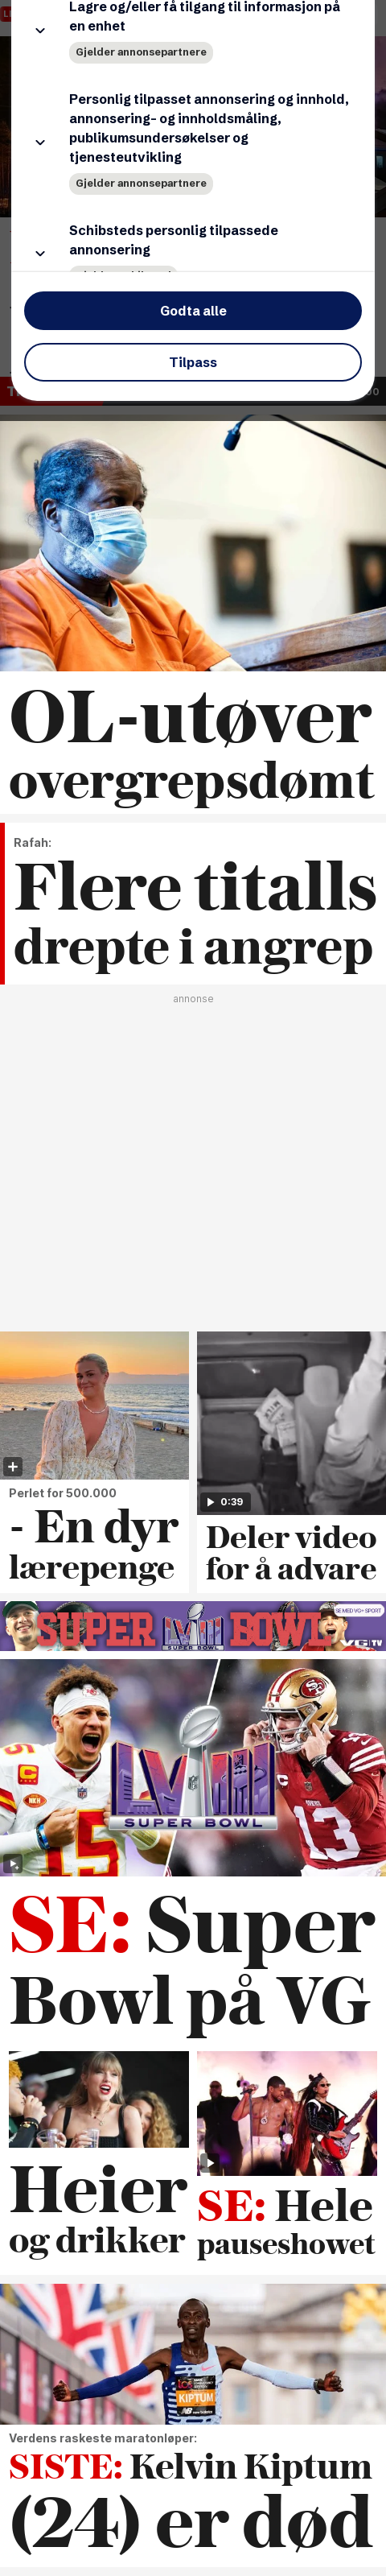 Lagre og/eller få tilgang til informasjon på
en enhet
Gjelder annonsepartnere
Personlig tilpasset annonsering og innhold,
annonsering- og innholdsmåling,
publikumsundersøkelser og
tjenesteutvikling
Gjelder annonsepartnere
Schibsteds personlig tilpassede
annonsering
Godta alle
Tilpass
OL-utøver
overgrepsdømt
Rafah:
Flere titalls
drepte i angrep
annonse
Perlet for 500.000
- En dyr
lærepenge
0:39
Deler video
for å advare
SUPER LVIII BOWL
SUPER BOWL
SE MED VG+ SPORT
VGTV
LVIII
SUPER BOWL
SE: Super
Bowl på VG
Heier
og drikker
SE: Hele
pauseshowet
KIPTUM
Verdens raskeste maratonløper:
SISTE: Kelvin Kiptum
(24) er død